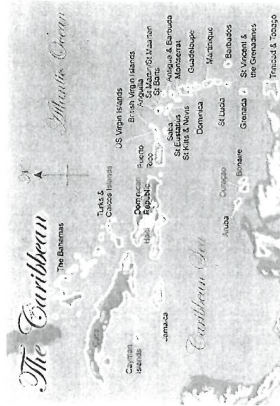 The Caribbean
Atlantic Ocean
N
The Bahamas
Turks &
Caicos Islands
US Virgin Islands
British Virgin Islands
Anguilla
St Martin/St Maarten
St Barts
Antigua & Barbuda
Montserrat
Guadeloupe
Martinique
Barbados
St Vincent &
the Grenadines
Trinidad & Tobago
Cayman
Islands
Jamaica
Haiti
Dominican
Republic
Puerto
Rico
Saba
St Eustatius
St Kitts & Nevis
Dominica
St Lucia
Grenada
Aruba
Curacao
Bonaire
Caribbean Sea